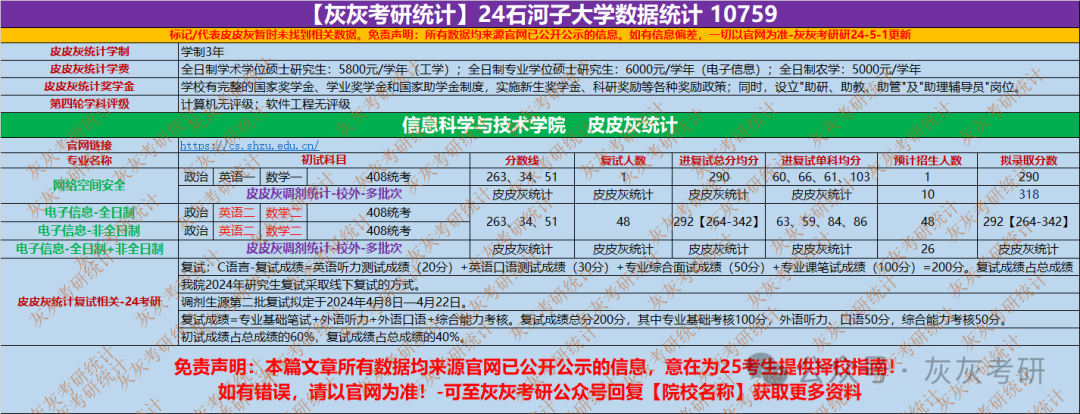 【灰灰考研统计】24石河子大学数据统计 10759
标记/代表皮皮灰暂时未找到相关数据。免责声明：所有数据均来源官网已公开公示的信息。如有信息偏差，一切以官网为准-灰灰考研研24-5-1更新
皮皮灰统计学制 学制3年
皮皮灰统计学费 全日制学术学位硕士研究生：5800元/学年（工学）；全日制专业学位硕士研究生：6000元/学年（电子信息）；全日制农学：5000元/学年
皮皮灰统计奖学金 学校有完整的国家奖学金、学业奖学金和国家助学金制度，实施新生奖学金、科研奖励等各种奖励政策；同时，设立"助研、助教、助管"及"助理辅导员"岗位。
第四轮学科评级 计算机无评级；软件工程无评级
信息科学与技术学院 皮皮灰统计
官网链接 https://cs.shzu.edu.cn/
专业名称 初试科目 分数线 复试人数 进复试总分均分 进复试单科均分 预计招生人数 拟录取分数
网络空间安全 政治 英语一 数学一 408统考 263、34、51 1 290 60、66、61、103 1 290
皮皮灰调剂统计-校外-多批次 皮皮灰统计 皮皮灰统计 皮皮灰统计 皮皮灰统计 10 318
电子信息-全日制 政治 英语二 数学二 408统考 263、34、51 48 292【264-342】 63、59、84、86 48 292【264-342】
电子信息-非全日制 政治 英语二 数学二 408统考
电子信息-全日制+非全日制 皮皮灰调剂统计-校外-多批次 皮皮灰统计 皮皮灰统计 皮皮灰统计 皮皮灰统计 26 皮皮灰统计
皮皮灰统计复试相关-24考研
复试：C语言-复试成绩=英语听力测试成绩（20分）+英语口语测试成绩（30分）+专业综合面试成绩（50分）+专业课笔试成绩（100分）=200分。复试成绩占总成绩
我院2024年研究生复试采取线下复试的方式。
调剂生源第二批复试拟定于2024年4月8日—4月22日。
复试成绩=专业基础笔试+外语听力+外语口语+综合能力考核。复试成绩总分200分，其中专业基础考核100分，外语听力、口语50分，综合能力考核50分。
初试成绩占总成绩的60%，复试成绩占总成绩的40%。
免责声明：本篇文章所有数据均来源官网已公开公示的信息，意在为25考生提供择校指南！
如有错误，请以官网为准！-可至灰灰考研公众号回复【院校名称】获取更多资料
公众号·灰灰考研